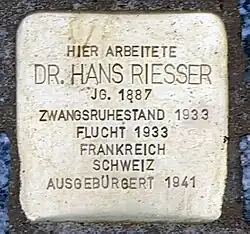 HIER ARBEITETE
DR. HANS RIESSER
JG. 1887
ZWANGSRUHESTAND 1933
FLUCHT 1933
FRANKREICH
SCHWEIZ
AUSGEBÜRGERT 1941